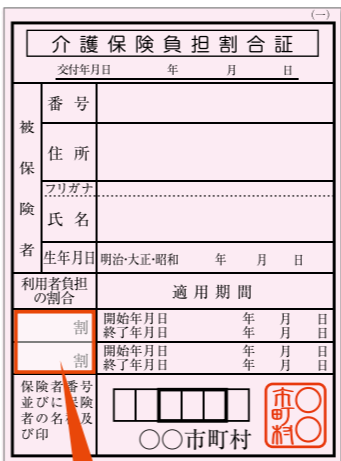 (一)
介護保険負担割合証
交付年月日 年 月 日
被保険者
番号
住所
フリガナ
氏名
生年月日 明治・大正・昭和 年 月 日
利用者負担の割合
適用期間
割
開始年月日 年 月 日
終了年月日 年 月 日
割
開始年月日 年 月 日
終了年月日 年 月 日
保険者番号
並びに保険
者の名称及
び印
〇〇市町村
市町村〇〇